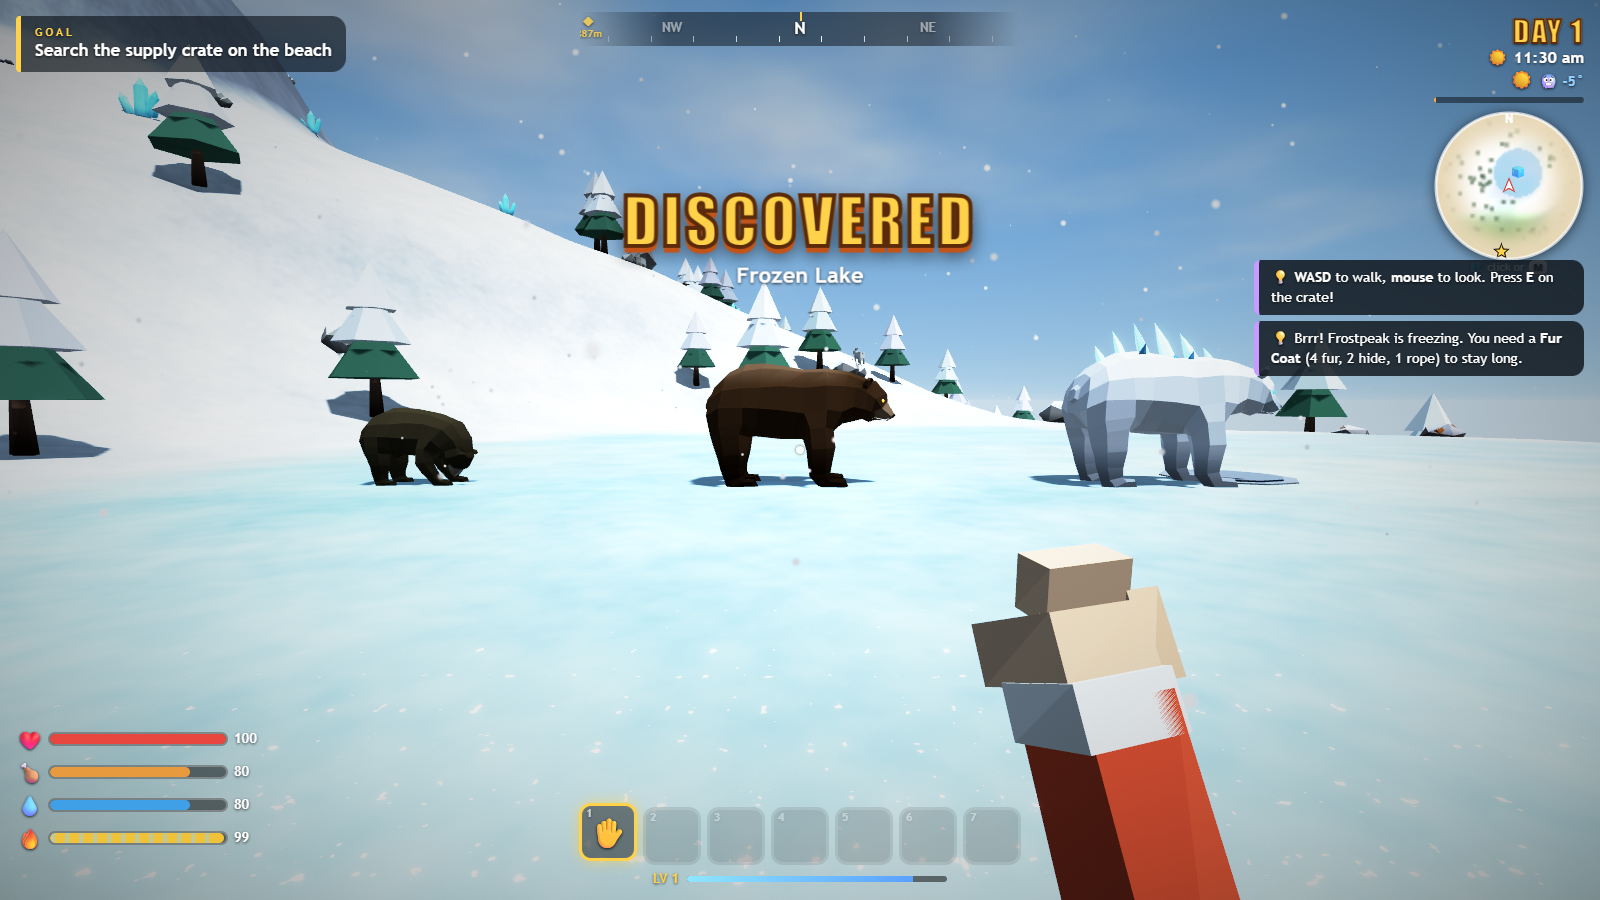 GOAL
Search the supply crate on the beach
87m
NW
N
NE
DAY 1
11:30 am
-5°
N
DISCOVERED
Frozen Lake
WASD to walk, mouse to look. Press E on
the crate!
Brrr! Frostpeak is freezing. You need a Fur
Coat (4 fur, 2 hide, 1 rope) to stay long.
100
80
80
99
1
2
3
4
5
6
7
LV 1